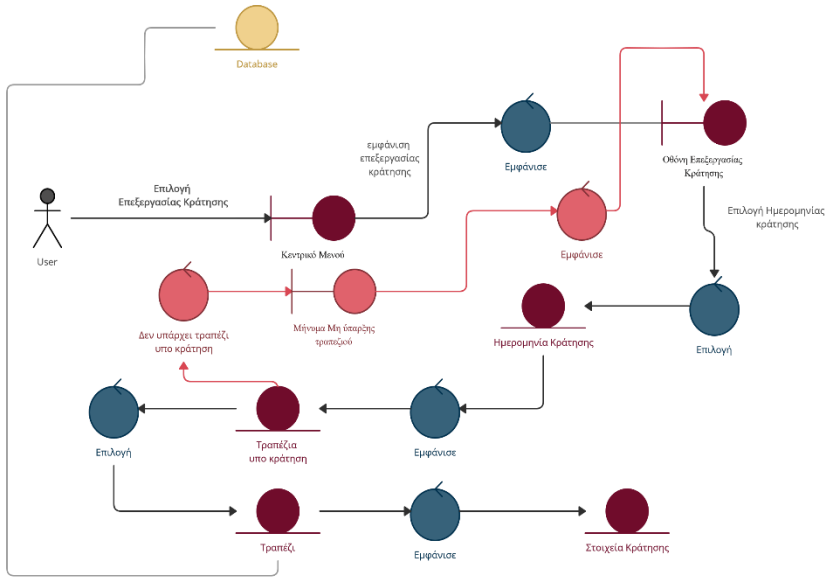 Database
εμφάνιση
επεξεργασίας
κράτησης
Εμφάνισε
Οθόνη Επεξεργασίας
Κράτησης
Επιλογή
Επεξεργασίας Κράτησης
Επιλογή Ημερομηνίας
κράτησης
User
Κεντρικό Μενού
Εμφάνισε
Δεν υπάρχει τραπέζι
υπο κράτηση
Μήνυμα Μη ύπαρξης
τραπεζιού
Ημερομηνία Κράτησης
Επιλογή
Επιλογή
Τραπέζια
υπο κράτηση
Εμφάνισε
Τραπέζι
Εμφάνισε
Στοιχεία Κράτησης